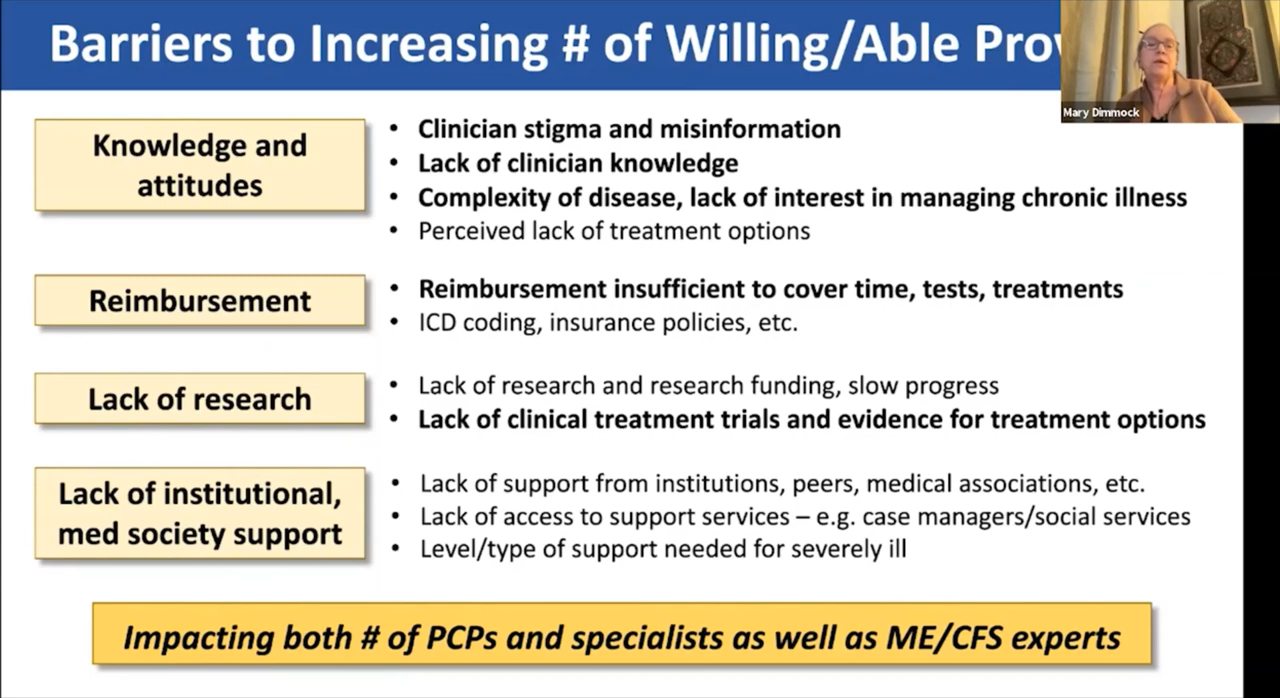 Barriers to Increasing # of Willing/Able
Mary Dimmock
Knowledge and
attitudes
• Clinician stigma and misinformation
• Lack of clinician knowledge
• Complexity of disease, lack of interest in managing chronic illness
• Perceived lack of treatment options
Reimbursement
• Reimbursement insufficient to cover time, tests, treatments
• ICD coding, insurance policies, etc.
Lack of research
• Lack of research and research funding, slow progress
• Lack of clinical treatment trials and evidence for treatment options
Lack of institutional,
med society support
• Lack of support from institutions, peers, medical associations, etc.
• Lack of access to support services – e.g. case managers/social services
• Level/type of support needed for severely ill
Impacting both # of PCPs and specialists as well as ME/CFS experts